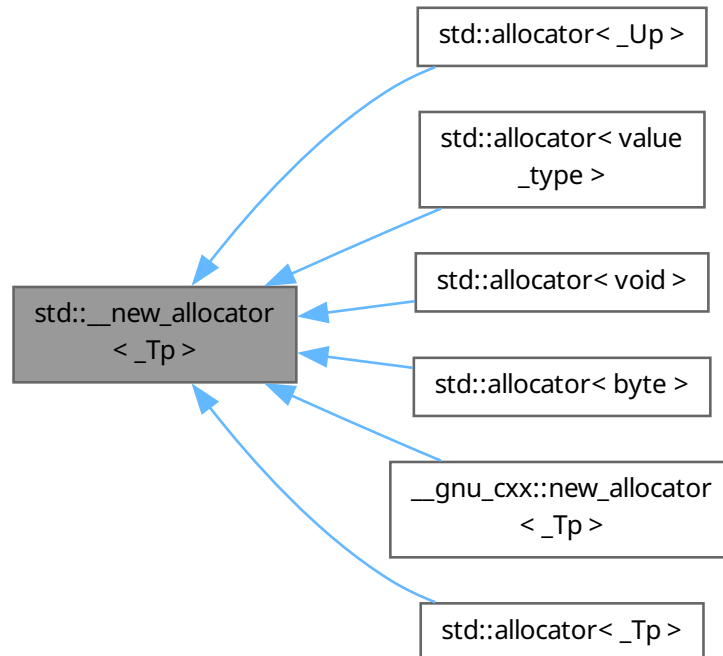 std::allocator< _Up >
std::allocator< value
_type >
std::allocator< void >
std::__new_allocator
< _Tp >
std::allocator< byte >
__gnu_cxx::new_allocator
< _Tp >
std::allocator< _Tp >